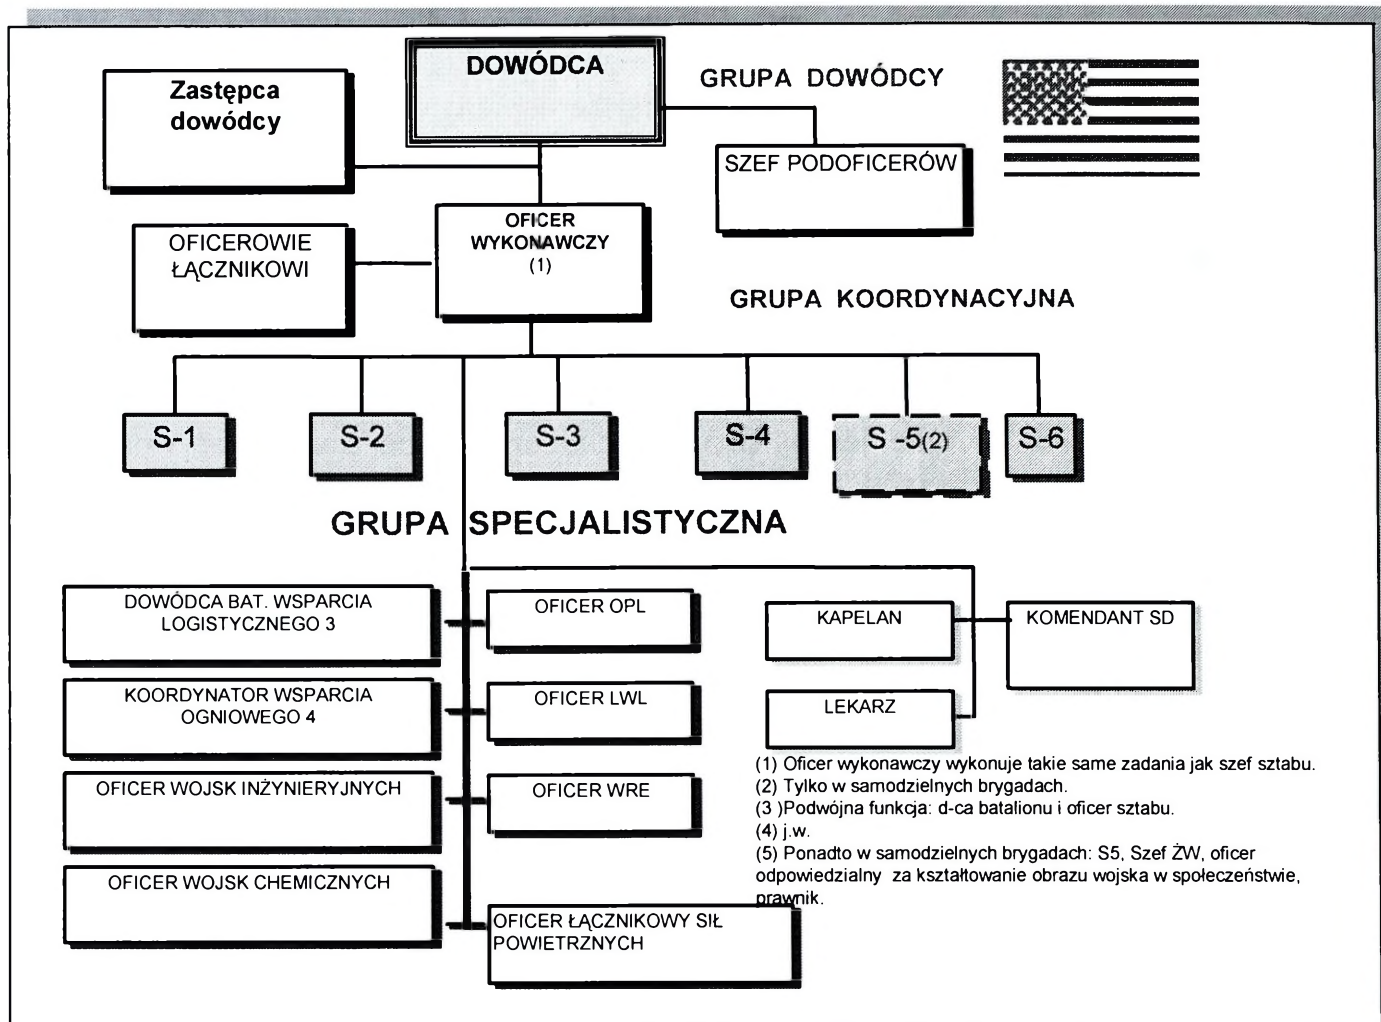 DOWÓDCA
GRUPA DOWÓDCY
Zastępca
dowódcy
SZEF PODOFICERÓW
OFICEROWIE
ŁĄCZNIKOWI
OFICER
WYKONAWCZY
(1)
GRUPA KOORDYNACYJNA
S-1
S-2
S-3
S-4
S -5(2)
S-6
GRUPA SPECJALISTYCZNA
DOWÓDCA BAT. WSPARCIA
LOGISTYCZNEGO 3
OFICER OPL
KAPELAN
KOMENDANT SD
KOORDYNATOR WSPARCIA
OGNIOWEGO 4
OFICER LWL
LEKARZ
OFICER WOJSK INŻYNIERYJNYCH
OFICER WRE
OFICER WOJSK CHEMICZNYCH
OFICER ŁĄCZNIKOWY SIŁ
POWIETRZNYCH
(1) Oficer wykonawczy wykonuje takie same zadania jak szef sztabu.
(2) Tylko w samodzielnych brygadach.
(3 )Podwójna funkcja: d-ca batalionu i oficer sztabu.
(4) j.w.
(5) Ponadto w samodzielnych brygadach: S5, Szef ŻW, oficer
odpowiedzialny za kształtowanie obrazu wojska w społeczeństwie,
prawnik.